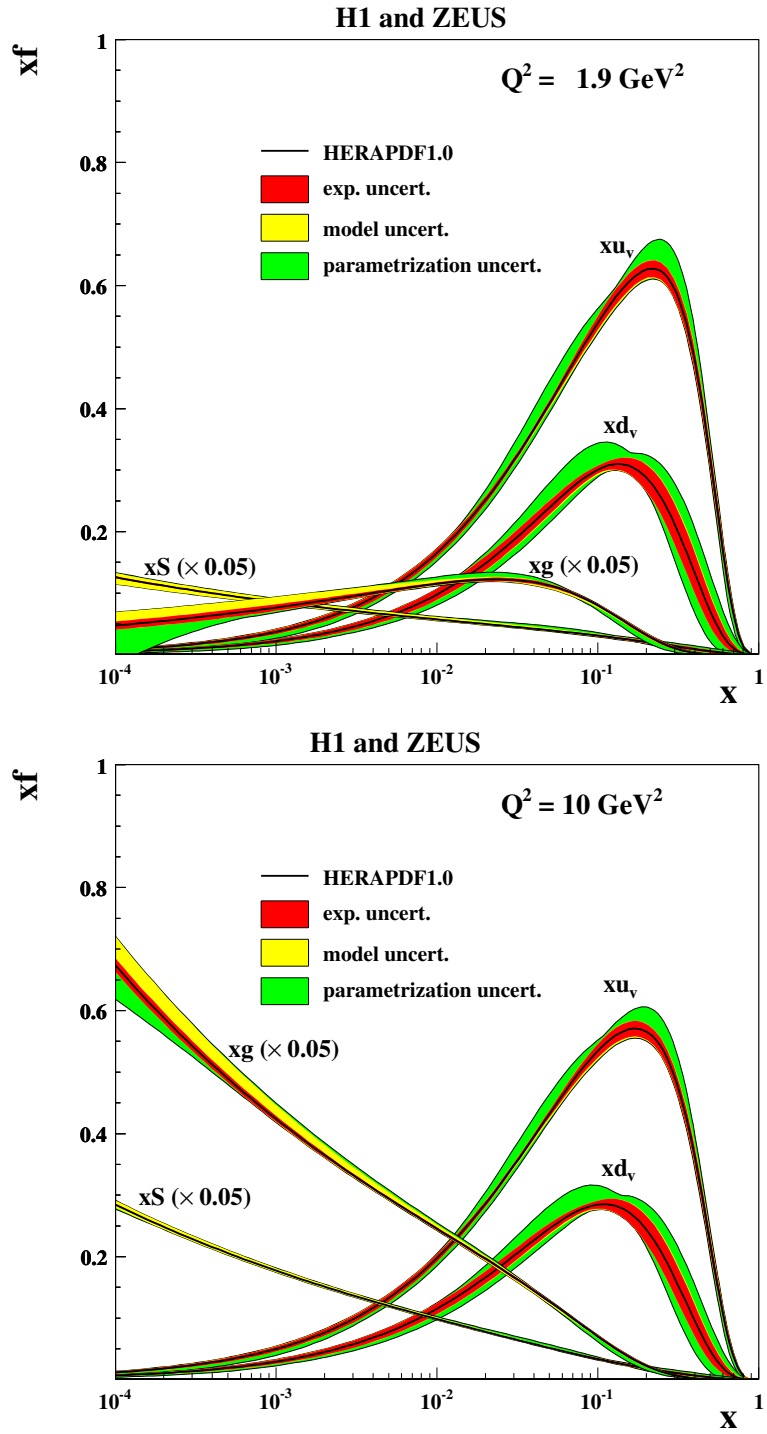 H1 and ZEUS
xf
1
Q² = 1.9 GeV²
0.8
HERAPDF1.0
exp. uncert.
model uncert.
parametrization uncert.
xuᵥ
0.6
0.4
xdᵥ
0.2
xS (× 0.05)
xg (× 0.05)
10⁻⁴ 10⁻³ 10⁻² 10⁻¹ 1
x
H1 and ZEUS
xf
1
Q² = 10 GeV²
0.8
HERAPDF1.0
exp. uncert.
model uncert.
parametrization uncert.
xuᵥ
0.6
xg (× 0.05)
0.4
xdᵥ
xS (× 0.05)
0.2
10⁻⁴ 10⁻³ 10⁻² 10⁻¹ 1
x